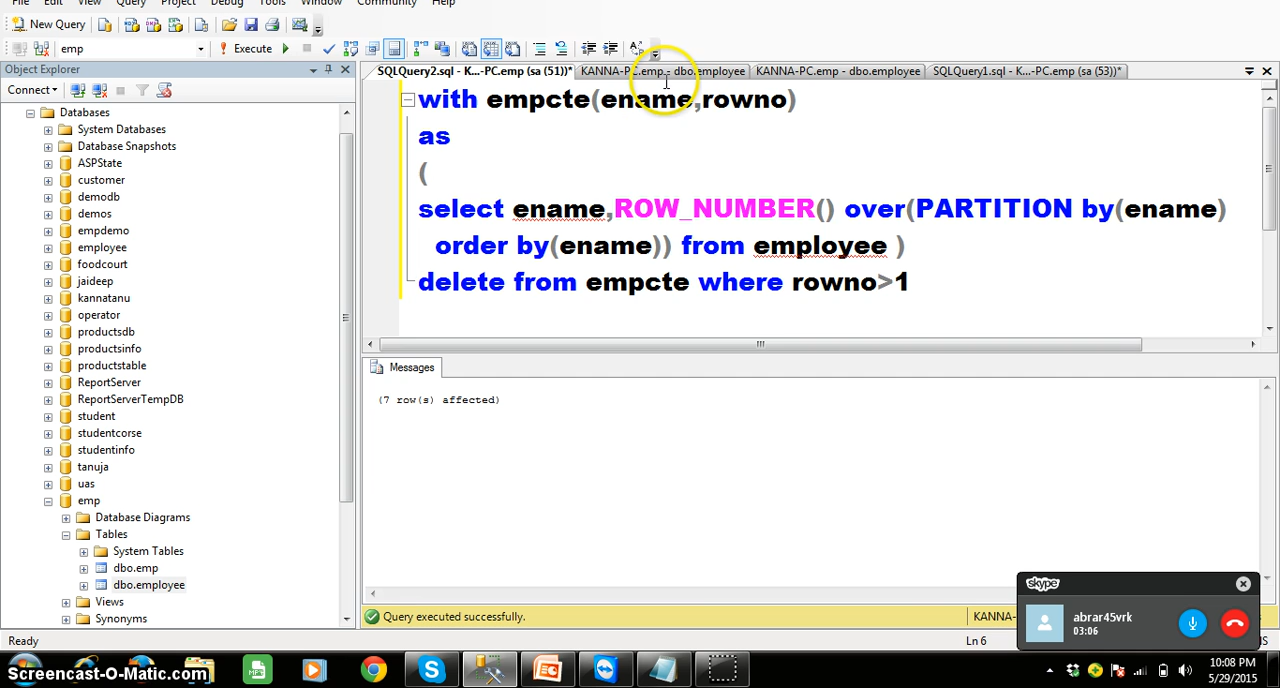 File Edit View Query Project Debug Tools Window Community Help
New Query
emp Execute
Object Explorer
SQLQuery2.sql - K...-PC.emp (sa (51))* KANNA-PC.emp - dbo.employee KANNA-PC.emp - dbo.employee SQLQuery1.sql - K...-PC.emp (sa (53))*
Connect
Databases
System Databases
Database Snapshots
ASPState
customer
demodb
demos
empdemo
employee
foodcourt
jaideep
kannatanu
operator
productsdb
productsinfo
productstable
ReportServer
ReportServerTempDB
student
studentcorse
studentinfo
tanuja
uas
emp
Database Diagrams
Tables
System Tables
dbo.emp
dbo.employee
Views
Synonyms
with empcte(ename,rowno)
as
(
select ename,ROW_NUMBER() over(PARTITION by(ename)
order by(ename)) from employee )
delete from empcte where rowno>1
Messages
(7 row(s) affected)
Query executed successfully.
KANNA-
skype
abrar45vrk
03:06
Ready
Ln 6
Screencast-O-Matic.com
10:08 PM
5/29/2015